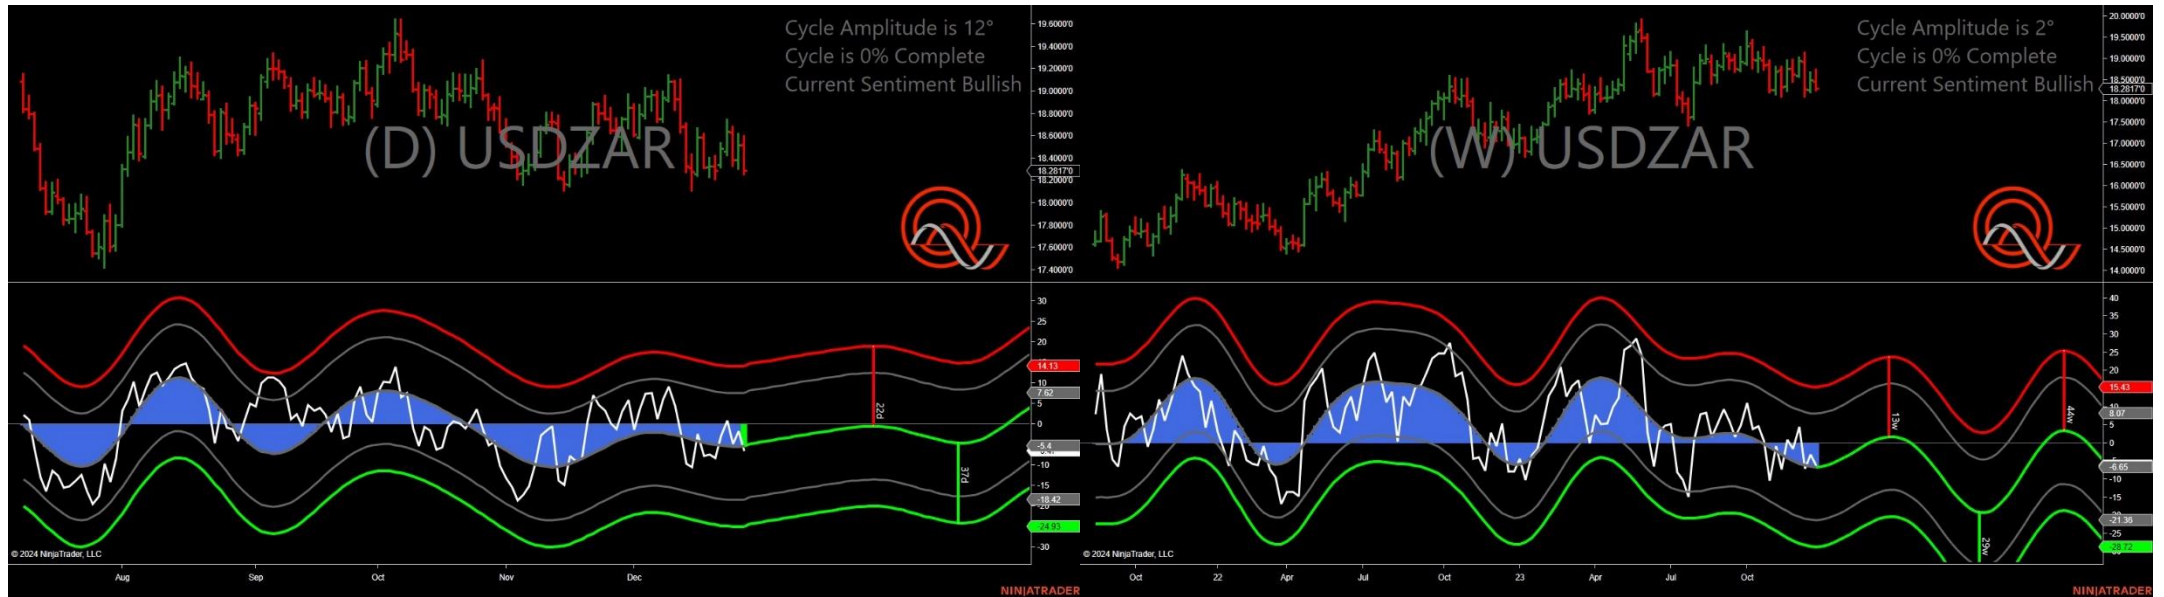 Cycle Amplitude is 12°
Cycle is 0% Complete
Current Sentiment Bullish
(D) USDZAR
19.6000'0
19.4000'0
19.2000'0
19.0000'0
18.8000'0
18.6000'0
18.4000'0
18.2817'0
18.2000'0
18.0000'0
17.8000'0
17.6000'0
17.4000'0
30
25
20
14.13
10
7.62
5
0
-5.4
-10
-15
-18.42
-20
-24.93
-30
22d
37d
© 2024 NinjaTrader, LLC
Aug
Sep
Oct
Nov
Dec
NINJATRADER
Cycle Amplitude is 2°
Cycle is 0% Complete
Current Sentiment Bullish
(W) USDZAR
20.0000'0
19.5000'0
19.0000'0
18.5000'0
18.2817'0
18.0000'0
17.5000'0
17.0000'0
16.5000'0
16.0000'0
15.5000'0
15.0000'0
14.5000'0
14.0000'0
40
35
30
25
20
15.43
10
8.07
5
0
-5
-6.65
-10
-15
-21.36
-25
-28.72
13w
29w
44w
© 2024 NinjaTrader, LLC
Oct
22
Apr
Jul
Oct
23
Apr
Jul
Oct
NINJATRADER